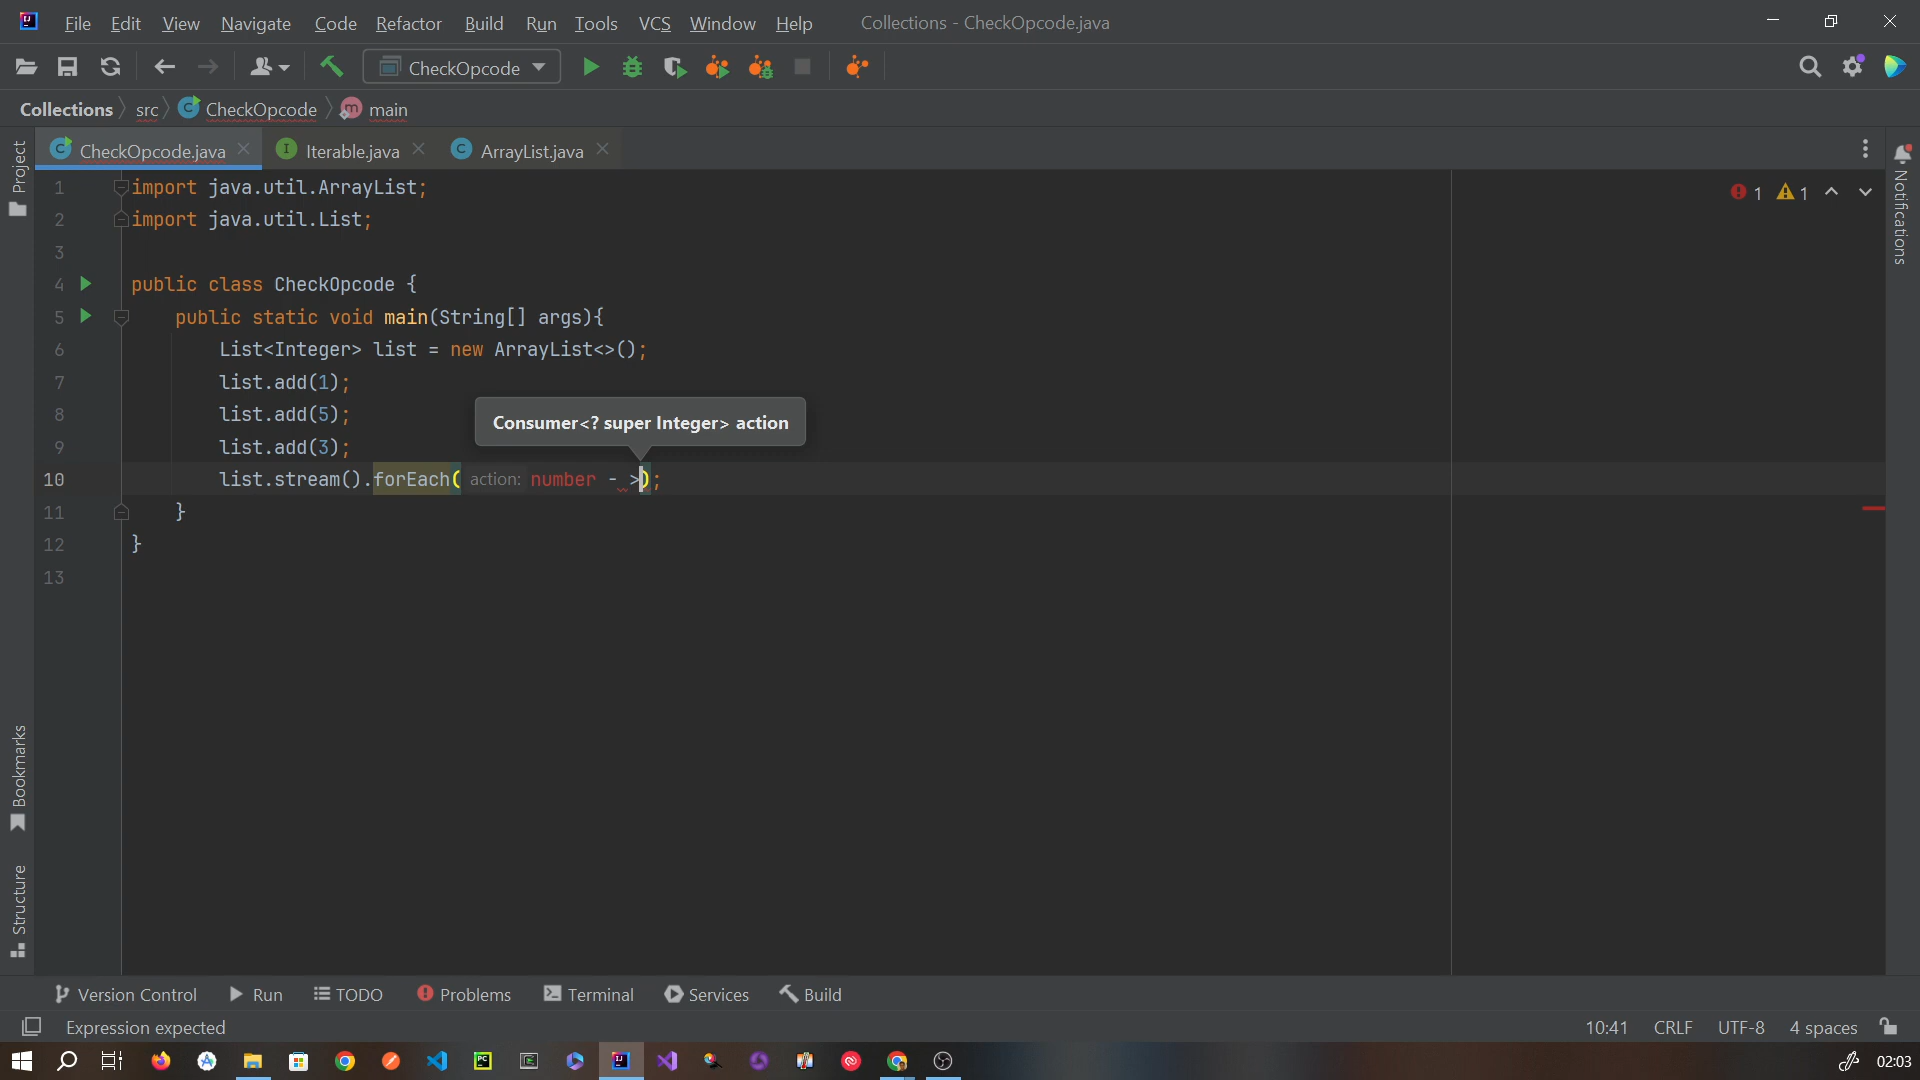 File Edit View Navigate Code Refactor Build Run Tools VCS Window Help Collections - CheckOpcode.java
CheckOpcode
Collections src CheckOpcode main
CheckOpcode.java Iterable.java ArrayList.java
Project
Notifications
1 import java.util.ArrayList; 1 1
2 import java.util.List;
3
4 public class CheckOpcode {
5 public static void main(String[] args){
6 List<Integer> list = new ArrayList<>();
7 list.add(1);
8 list.add(5);
Consumer<? super Integer> action
9 list.add(3);
10 list.stream().forEach( action: number - >);
11 }
12 }
13
Bookmarks
Structure
Version Control Run TODO Problems Terminal Services Build
Expression expected 10:41 CRLF UTF-8 4 spaces
02:03